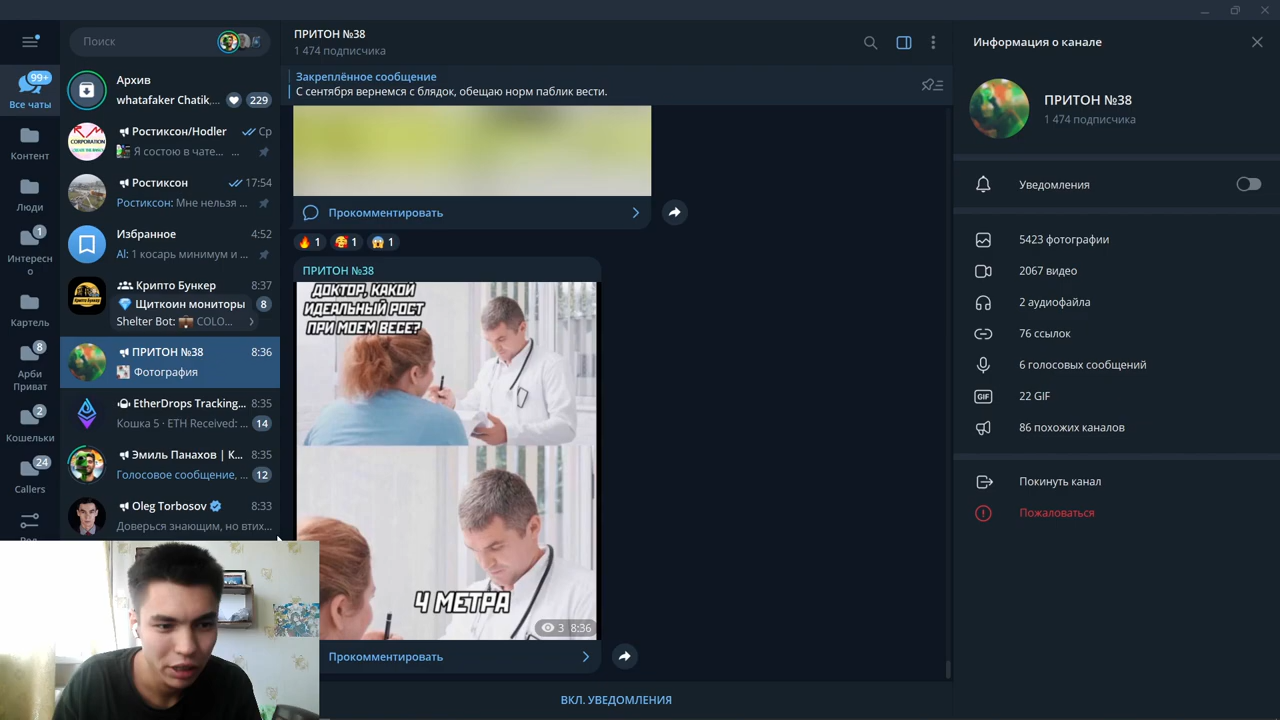 Поиск
99+
Все чаты
Контент
Люди
1
Интересн
о
Картель
8
Арби
Приват
2
Кошельки
24
Callers
Архив
whatafaker Chatik,...
229
Ростиксон/Hodler
Ср
Я состою в чате... ...
Ростиксон
17:54
Ростиксон: Мне нельзя ...
Избранное
4:52
AI: 1 косарь минимум и ...
Крипто Бункер
8:37
Щиткоин мониторы
8
Shelter Bot: COLO...
ПРИТОН №38
8:36
Фотография
EtherDrops Tracking...
8:35
Кошка 5 · ETH Received: ...
14
Эмиль Панахов | К...
8:35
Голосовое сообщение, ...
12
Oleg Torbosov
8:33
Доверься знающим, но втих...
ПРИТОН №38
1 474 подписчика
Закреплённое сообщение
С сентября вернемся с блядок, обещаю норм паблик вести.
Прокомментировать
1
1
1
ПРИТОН №38
ДОКТОР, КАКОЙ
ИДЕАЛЬНЫЙ РОСТ
ПРИ МОЕМ ВЕСЕ?
4 МЕТРА
3 8:36
Прокомментировать
ВКЛ. УВЕДОМЛЕНИЯ
Информация о канале
ПРИТОН №38
1 474 подписчика
Уведомления
5423 фотографии
2067 видео
2 аудиофайла
76 ссылок
6 голосовых сообщений
GIF
22 GIF
86 похожих каналов
Покинуть канал
Пожаловаться